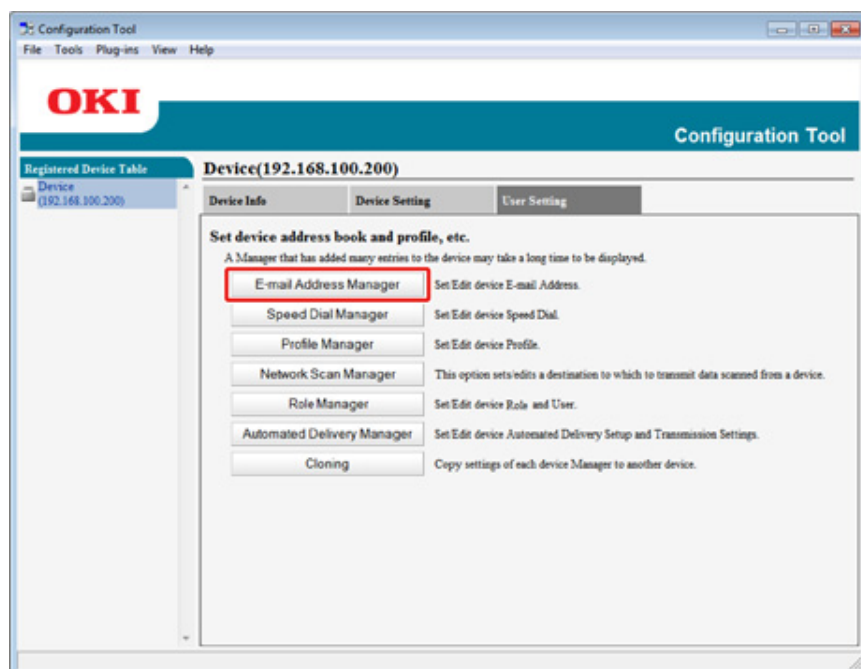 Configuration Tool
File Tools Plug-ins View Help
OKI
Configuration Tool
Registered Device Table
Device
(192.168.100.200)
Device(192.168.100.200)
Device Info Device Setting User Setting
Set device address book and profile, etc.
A Manager that has added many entries to the device may take a long time to be displayed.
E-mail Address Manager Set/Edit device E-mail Address.
Speed Dial Manager Set/Edit device Speed Dial.
Profile Manager Set/Edit device Profile.
Network Scan Manager This option sets/edits a destination to which to transmit data scanned from a device.
Role Manager Set/Edit device Role and User.
Automated Delivery Manager Set/Edit device Automated Delivery Setup and Transmission Settings.
Cloning Copy settings of each device Manager to another device.